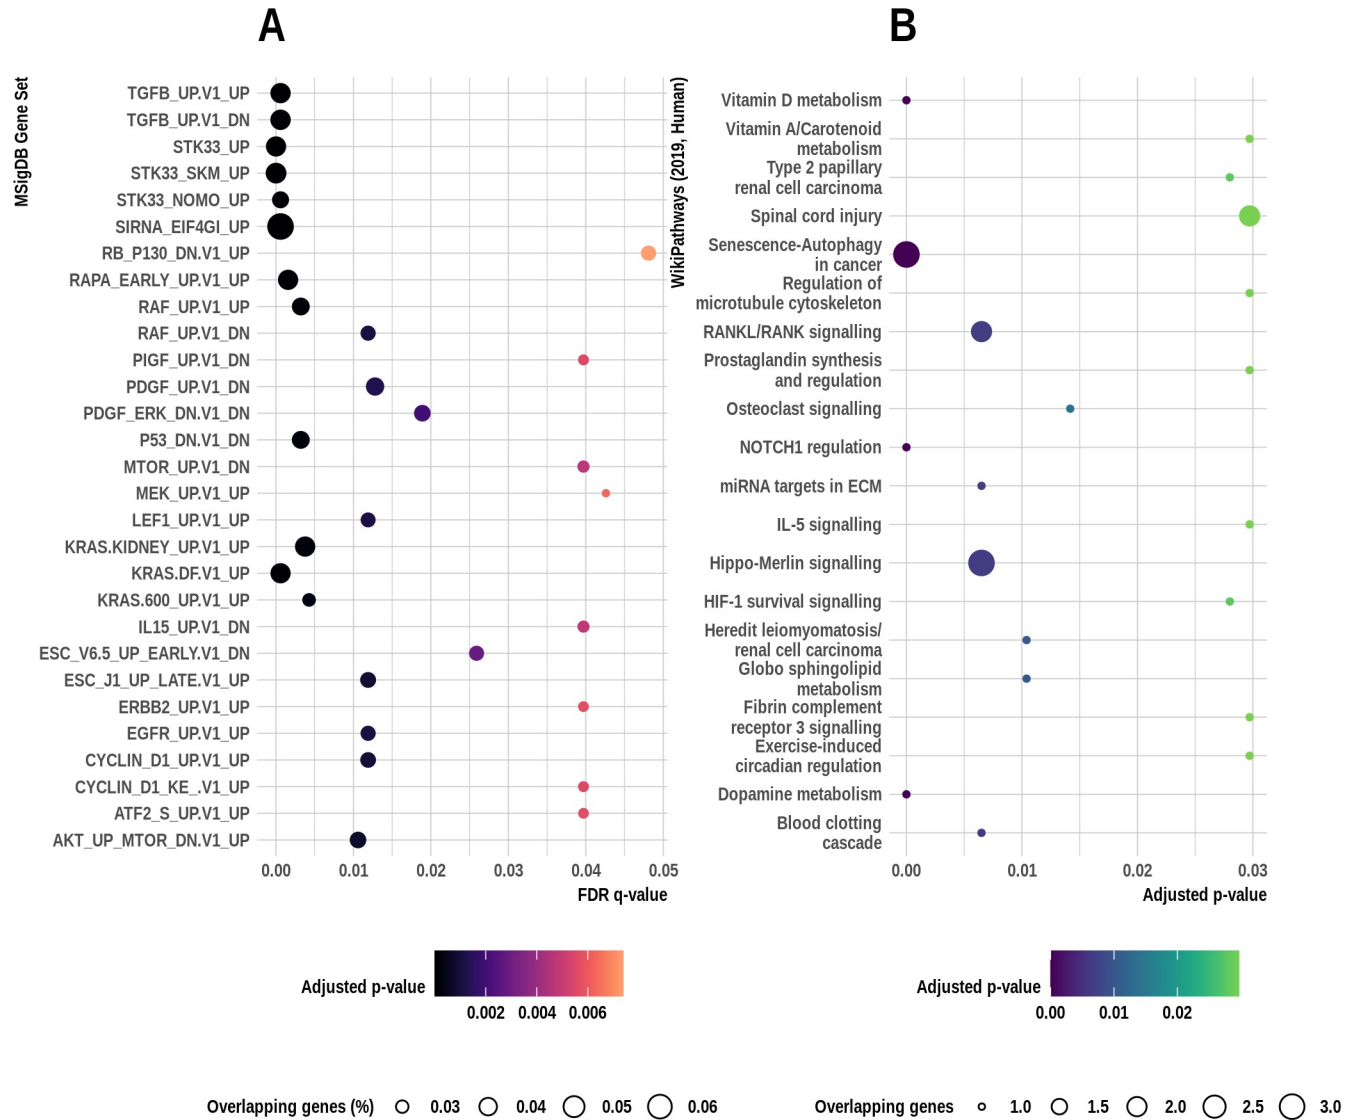 A
MSigDB Gene Set
TGFB_UP.V1_UP
TGFB_UP.V1_DN
STK33_UP
STK33_SKM_UP
STK33_NOMO_UP
SIRNA_EIF4GI_UP
RB_P130_DN.V1_UP
RAPA_EARLY_UP.V1_UP
RAF_UP.V1_UP
RAF_UP.V1_DN
PIGF_UP.V1_DN
PDGF_UP.V1_DN
PDGF_ERK_DN.V1_DN
P53_DN.V1_DN
MTOR_UP.V1_DN
MEK_UP.V1_UP
LEF1_UP.V1_UP
KRAS.KIDNEY_UP.V1_UP
KRAS.DF.V1_UP
KRAS.600_UP.V1_UP
IL15_UP.V1_DN
ESC_V6.5_UP_EARLY.V1_DN
ESC_J1_UP_LATE.V1_UP
ERBB2_UP.V1_UP
EGFR_UP.V1_UP
CYCLIN_D1_UP.V1_UP
CYCLIN_D1_KE_.V1_UP
ATF2_S_UP.V1_UP
AKT_UP_MTOR_DN.V1_UP
0.00 0.01 0.02 0.03 0.04 0.05
FDR q-value
Adjusted p-value
0.002 0.004 0.006
Overlapping genes (%) 0.03 0.04 0.05 0.06
B
WikiPathways (2019, Human)
Vitamin D metabolism
Vitamin A/Carotenoid
metabolism
Type 2 papillary
renal cell carcinoma
Spinal cord injury
Senescence-Autophagy
in cancer
Regulation of
microtubule cytoskeleton
RANKL/RANK signalling
Prostaglandin synthesis
and regulation
Osteoclast signalling
NOTCH1 regulation
miRNA targets in ECM
IL-5 signalling
Hippo-Merlin signalling
HIF-1 survival signalling
Heredit leiomyomatosis/
renal cell carcinoma
Globo sphingolipid
metabolism
Fibrin complement
receptor 3 signalling
Exercise-induced
circadian regulation
Dopamine metabolism
Blood clotting
cascade
0.00 0.01 0.02 0.03
Adjusted p-value
Adjusted p-value
0.00 0.01 0.02
Overlapping genes 1.0 1.5 2.0 2.5 3.0